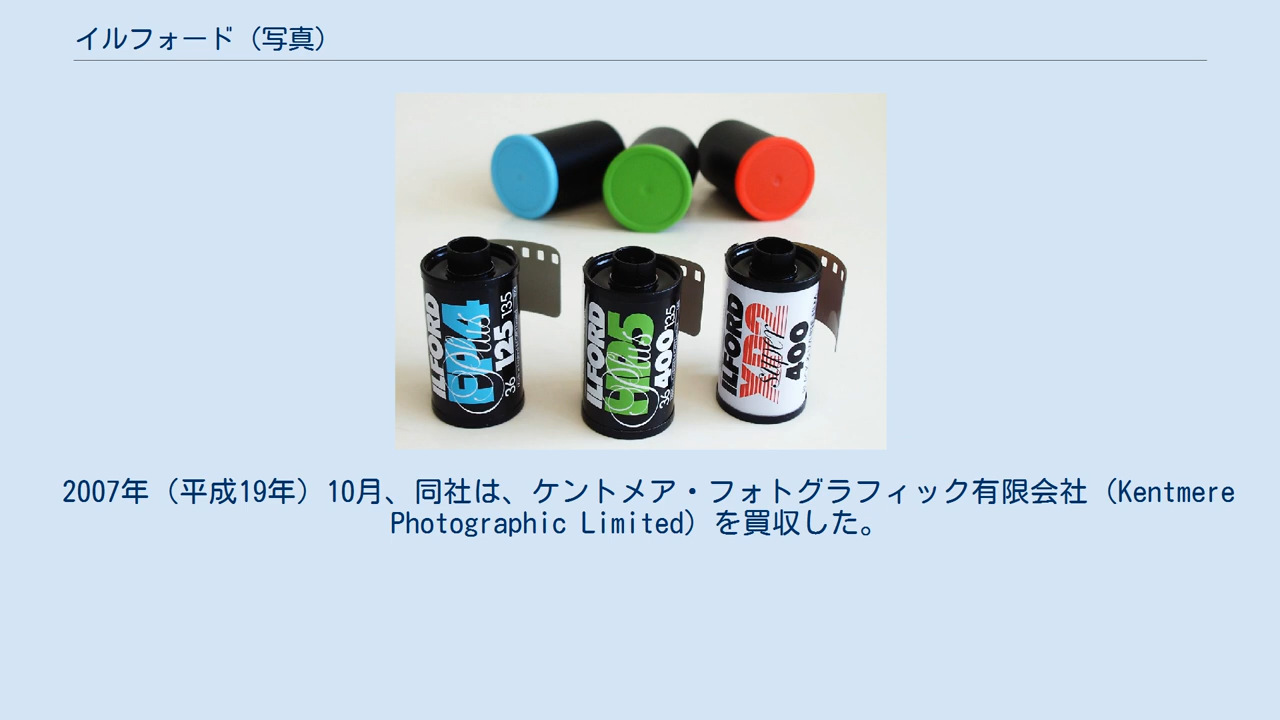 イルフォード（写真）
ILFORD
FP4
Plus
125
135
36
ILFORD
HP5
Plus
400
135
36
ILFORD
XP2
super
400
2007年（平成19年）10月、同社は、ケントメア・フォトグラフィック有限会社（Kentmere
Photographic Limited）を買収した。